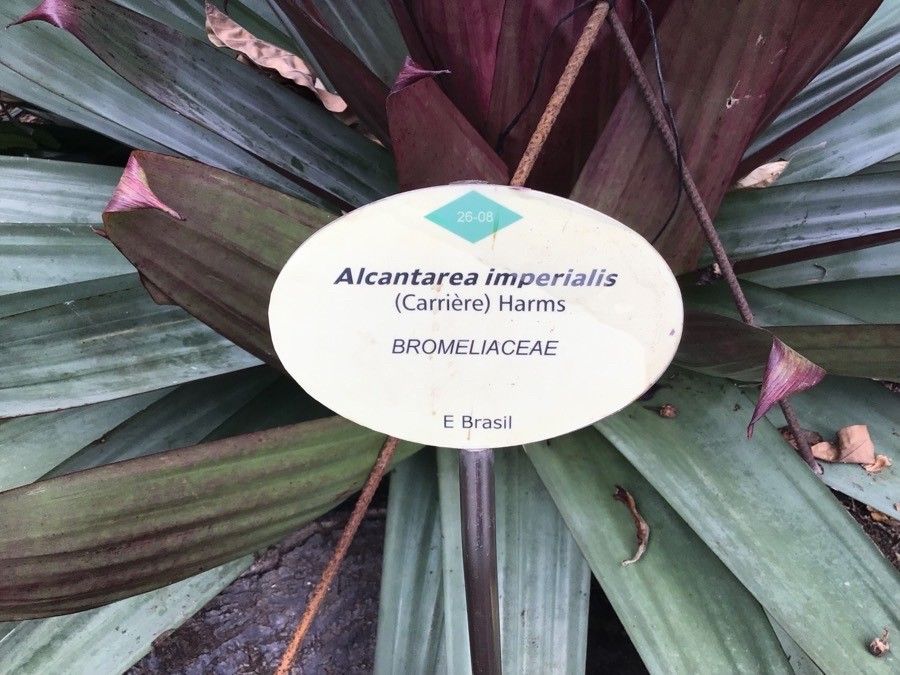 26-08
Alcantarea imperialis
(Carrière) Harms
BROMELIACEAE
E Brasil